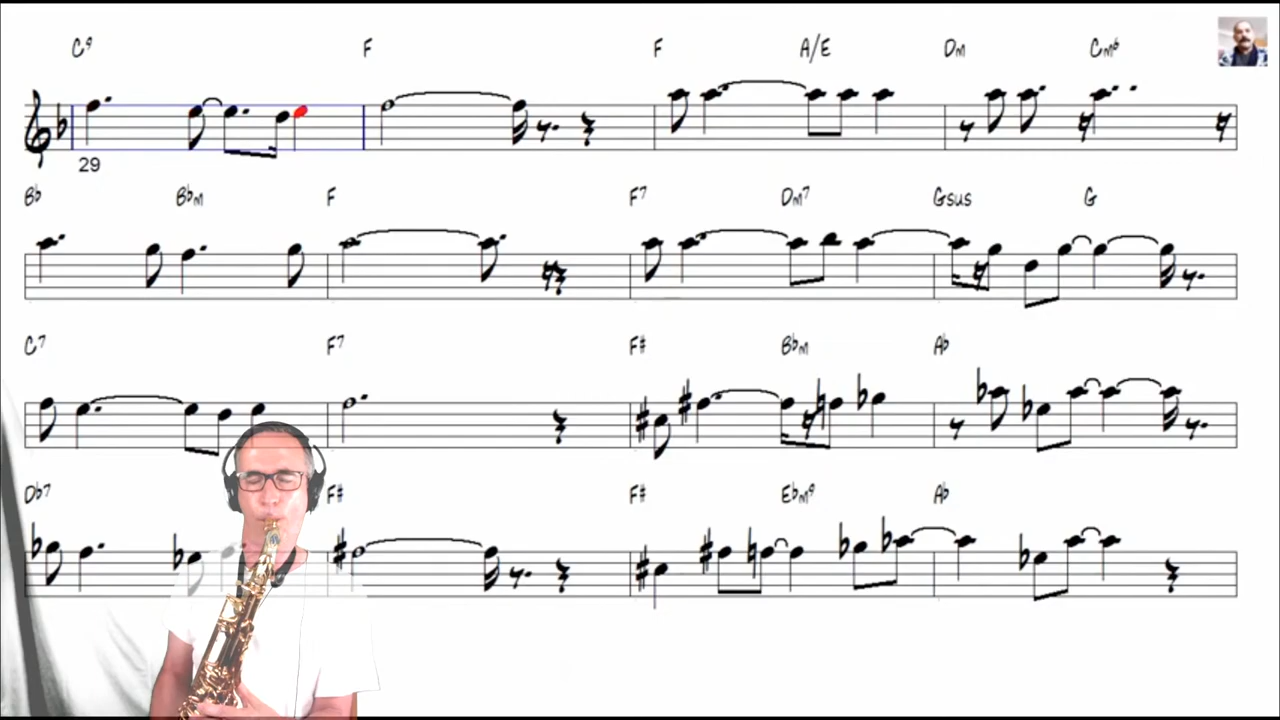 C9 F F A/E Dm Cm6
29
Bb Bbm F F7 Dm7 Gsus G
C7 F7 F# Bbm Ab
Db7 F# F# Ebm9 Ab